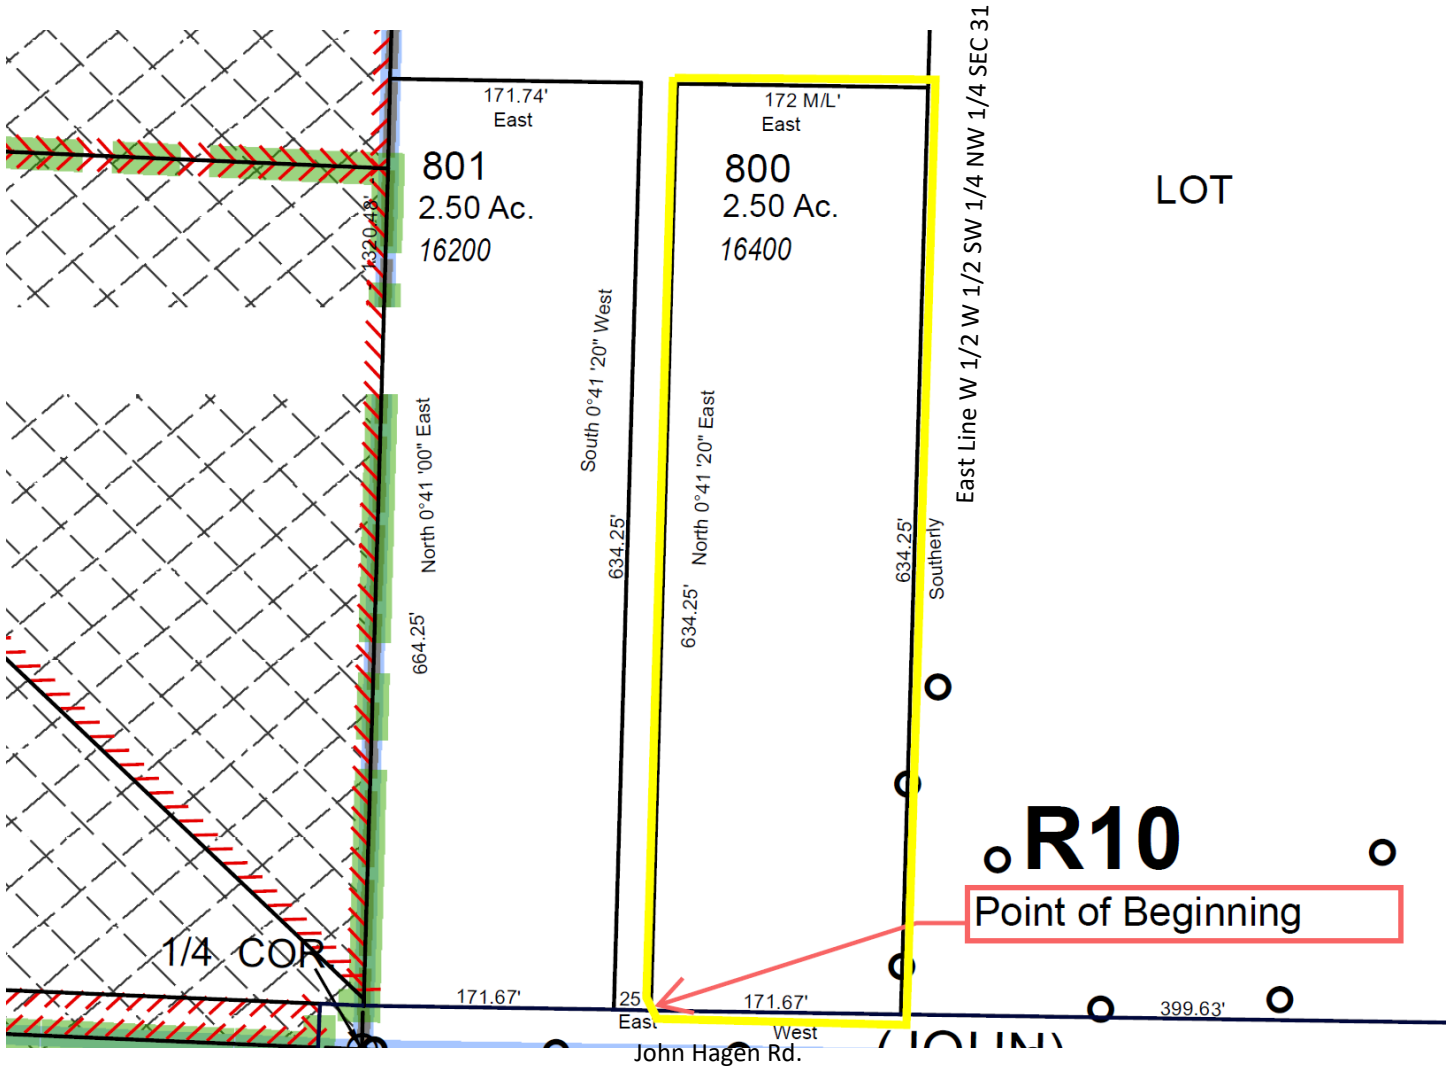 171.74'
East
172 M/L'
East
801
2.50 Ac.
16200
800
2.50 Ac.
16400
LOT
1320.48'
East Line W 1/2 W 1/2 SW 1/4 NW 1/4 SEC 31
South 0°41 '20" West
North 0°41 '00" East
North 0°41 '20" East
634.25'
634.25'
634.25'
Southerly
664.25'
R10
Point of Beginning
1/4 COR.
171.67'
25
East
171.67'
West
399.63'
(JOHN)
John Hagen Rd.